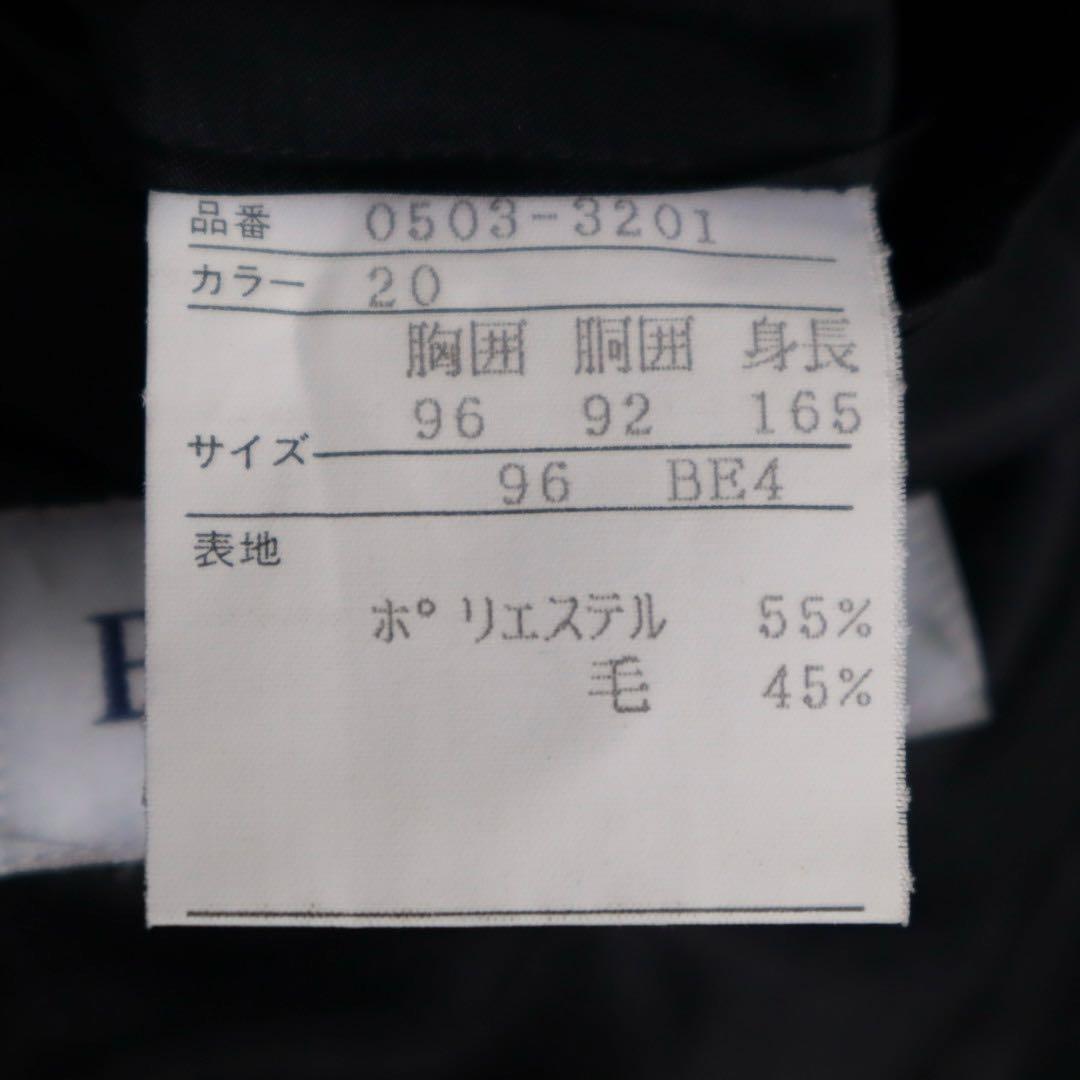 品番 0503-3201
カラー 20
胸囲 胴囲 身長
96 92 165
サイズ
96 BE4
表地
ポリエステル 55%
毛 45%